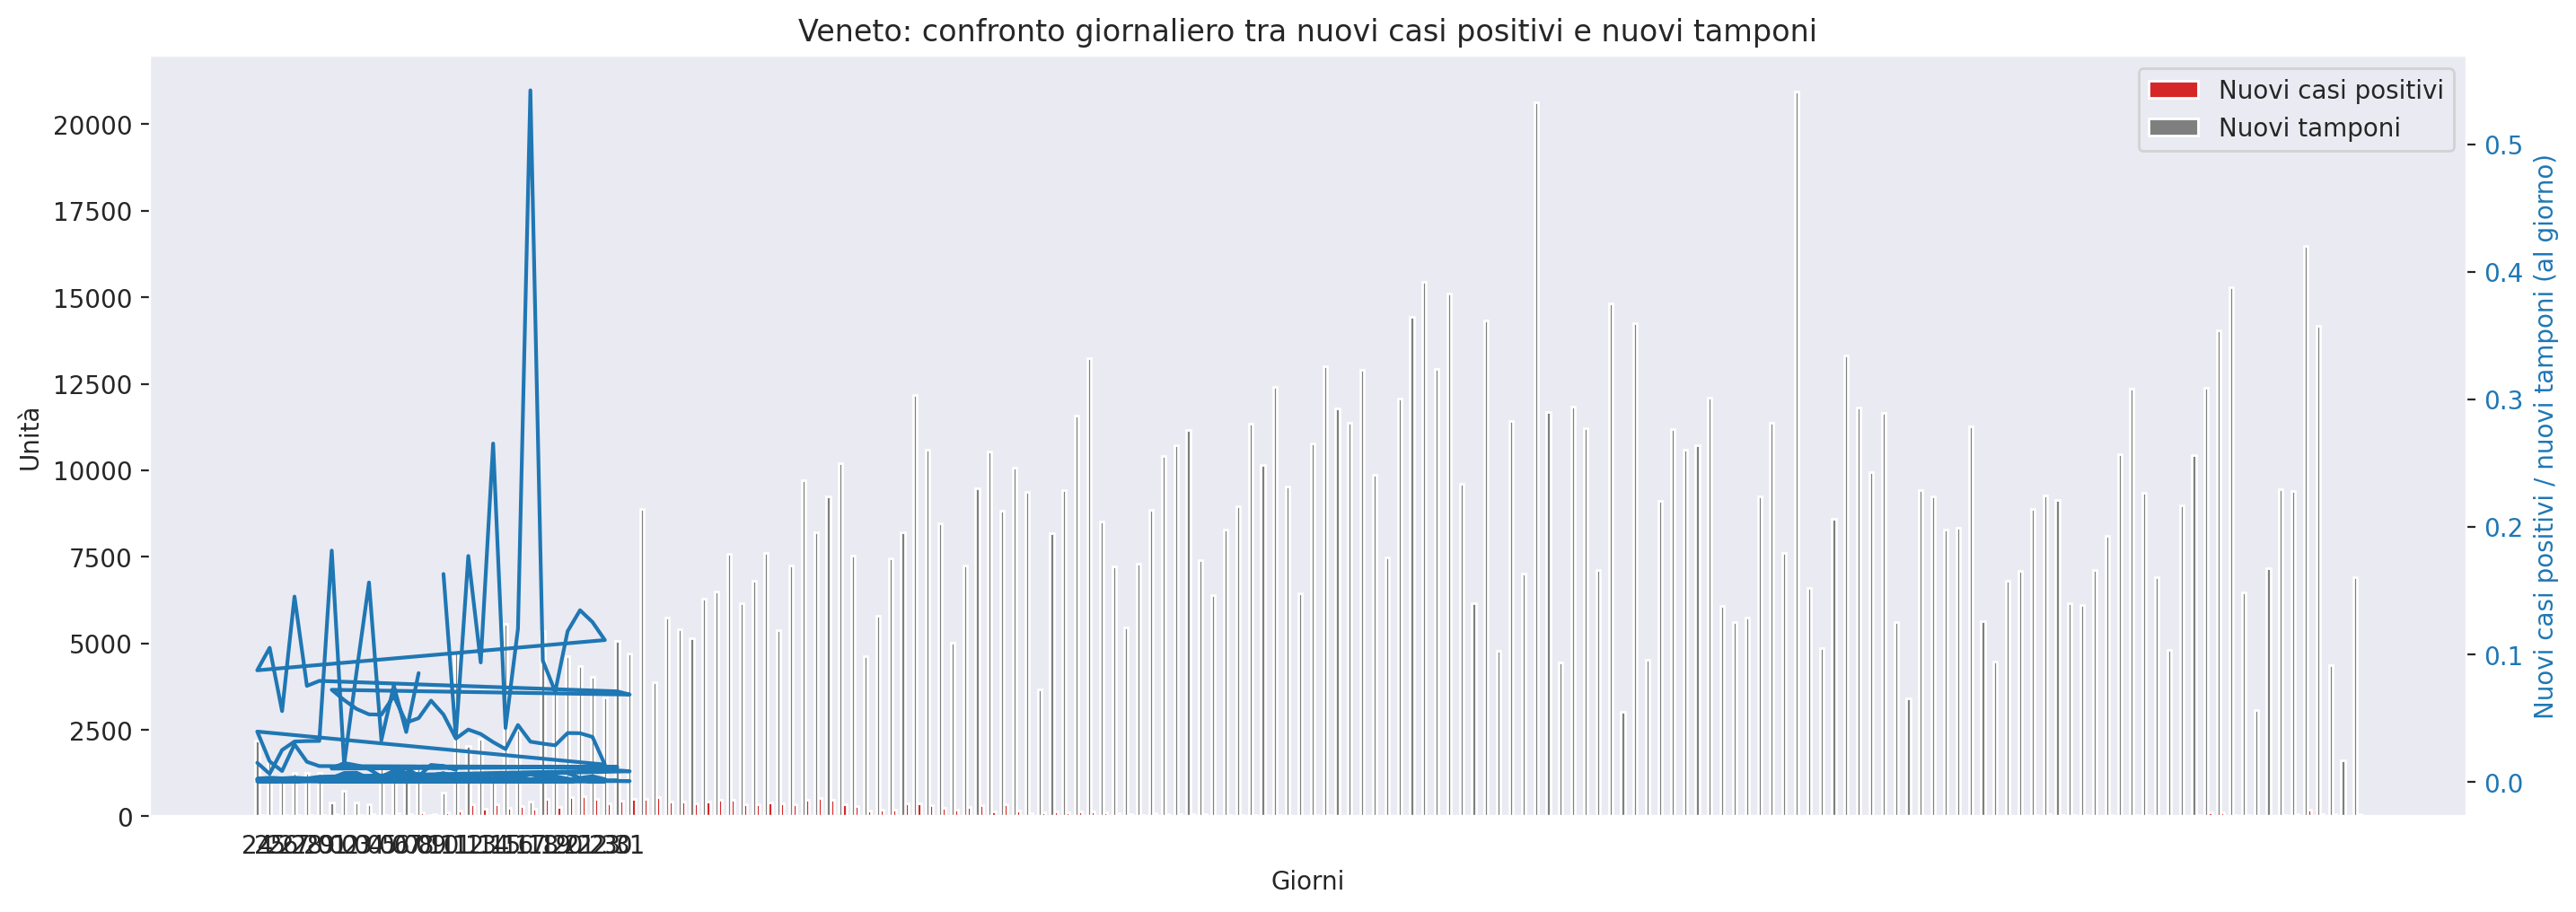 Veneto: confronto giornaliero tra nuovi casi positivi e nuovi tamponi
Nuovi casi positivi
Nuovi tamponi
20000
17500
15000
12500
10000
7500
5000
2500
0
Unità
0.5
0.4
0.3
0.2
0.1
0.0
Nuovi casi positivi / nuovi tamponi (al giorno)
Giorni